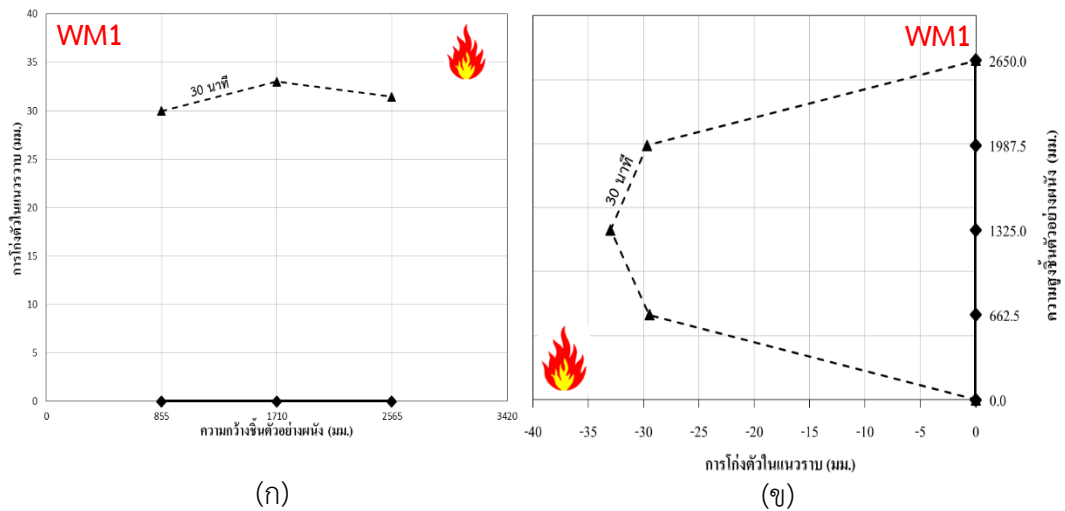 WM1
40
35
30
25
20
15
10
5
0
การโก่งตัวในแนวราบ (มม.)
30 นาที
0
855
1710
2565
3420
ความกว้างชิ้นตัวอย่างผนัง (มม.)
(ก)
WM1
2650.0
1987.5
1325.0
662.5
0.0
ความสูงชิ้นตัวอย่างผนัง (มม.)
30 นาที
-40
-35
-30
-25
-20
-15
-10
-5
0
การโก่งตัวในแนวราบ (มม.)
(ข)